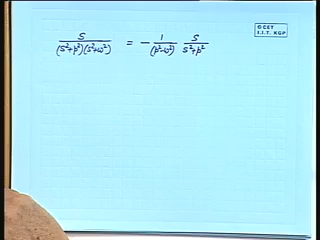 © CET
I.I.T. KGP
s / (s²+p²)(s²+ω²) = - 1/(p²-ω²) s/(s²+p²)